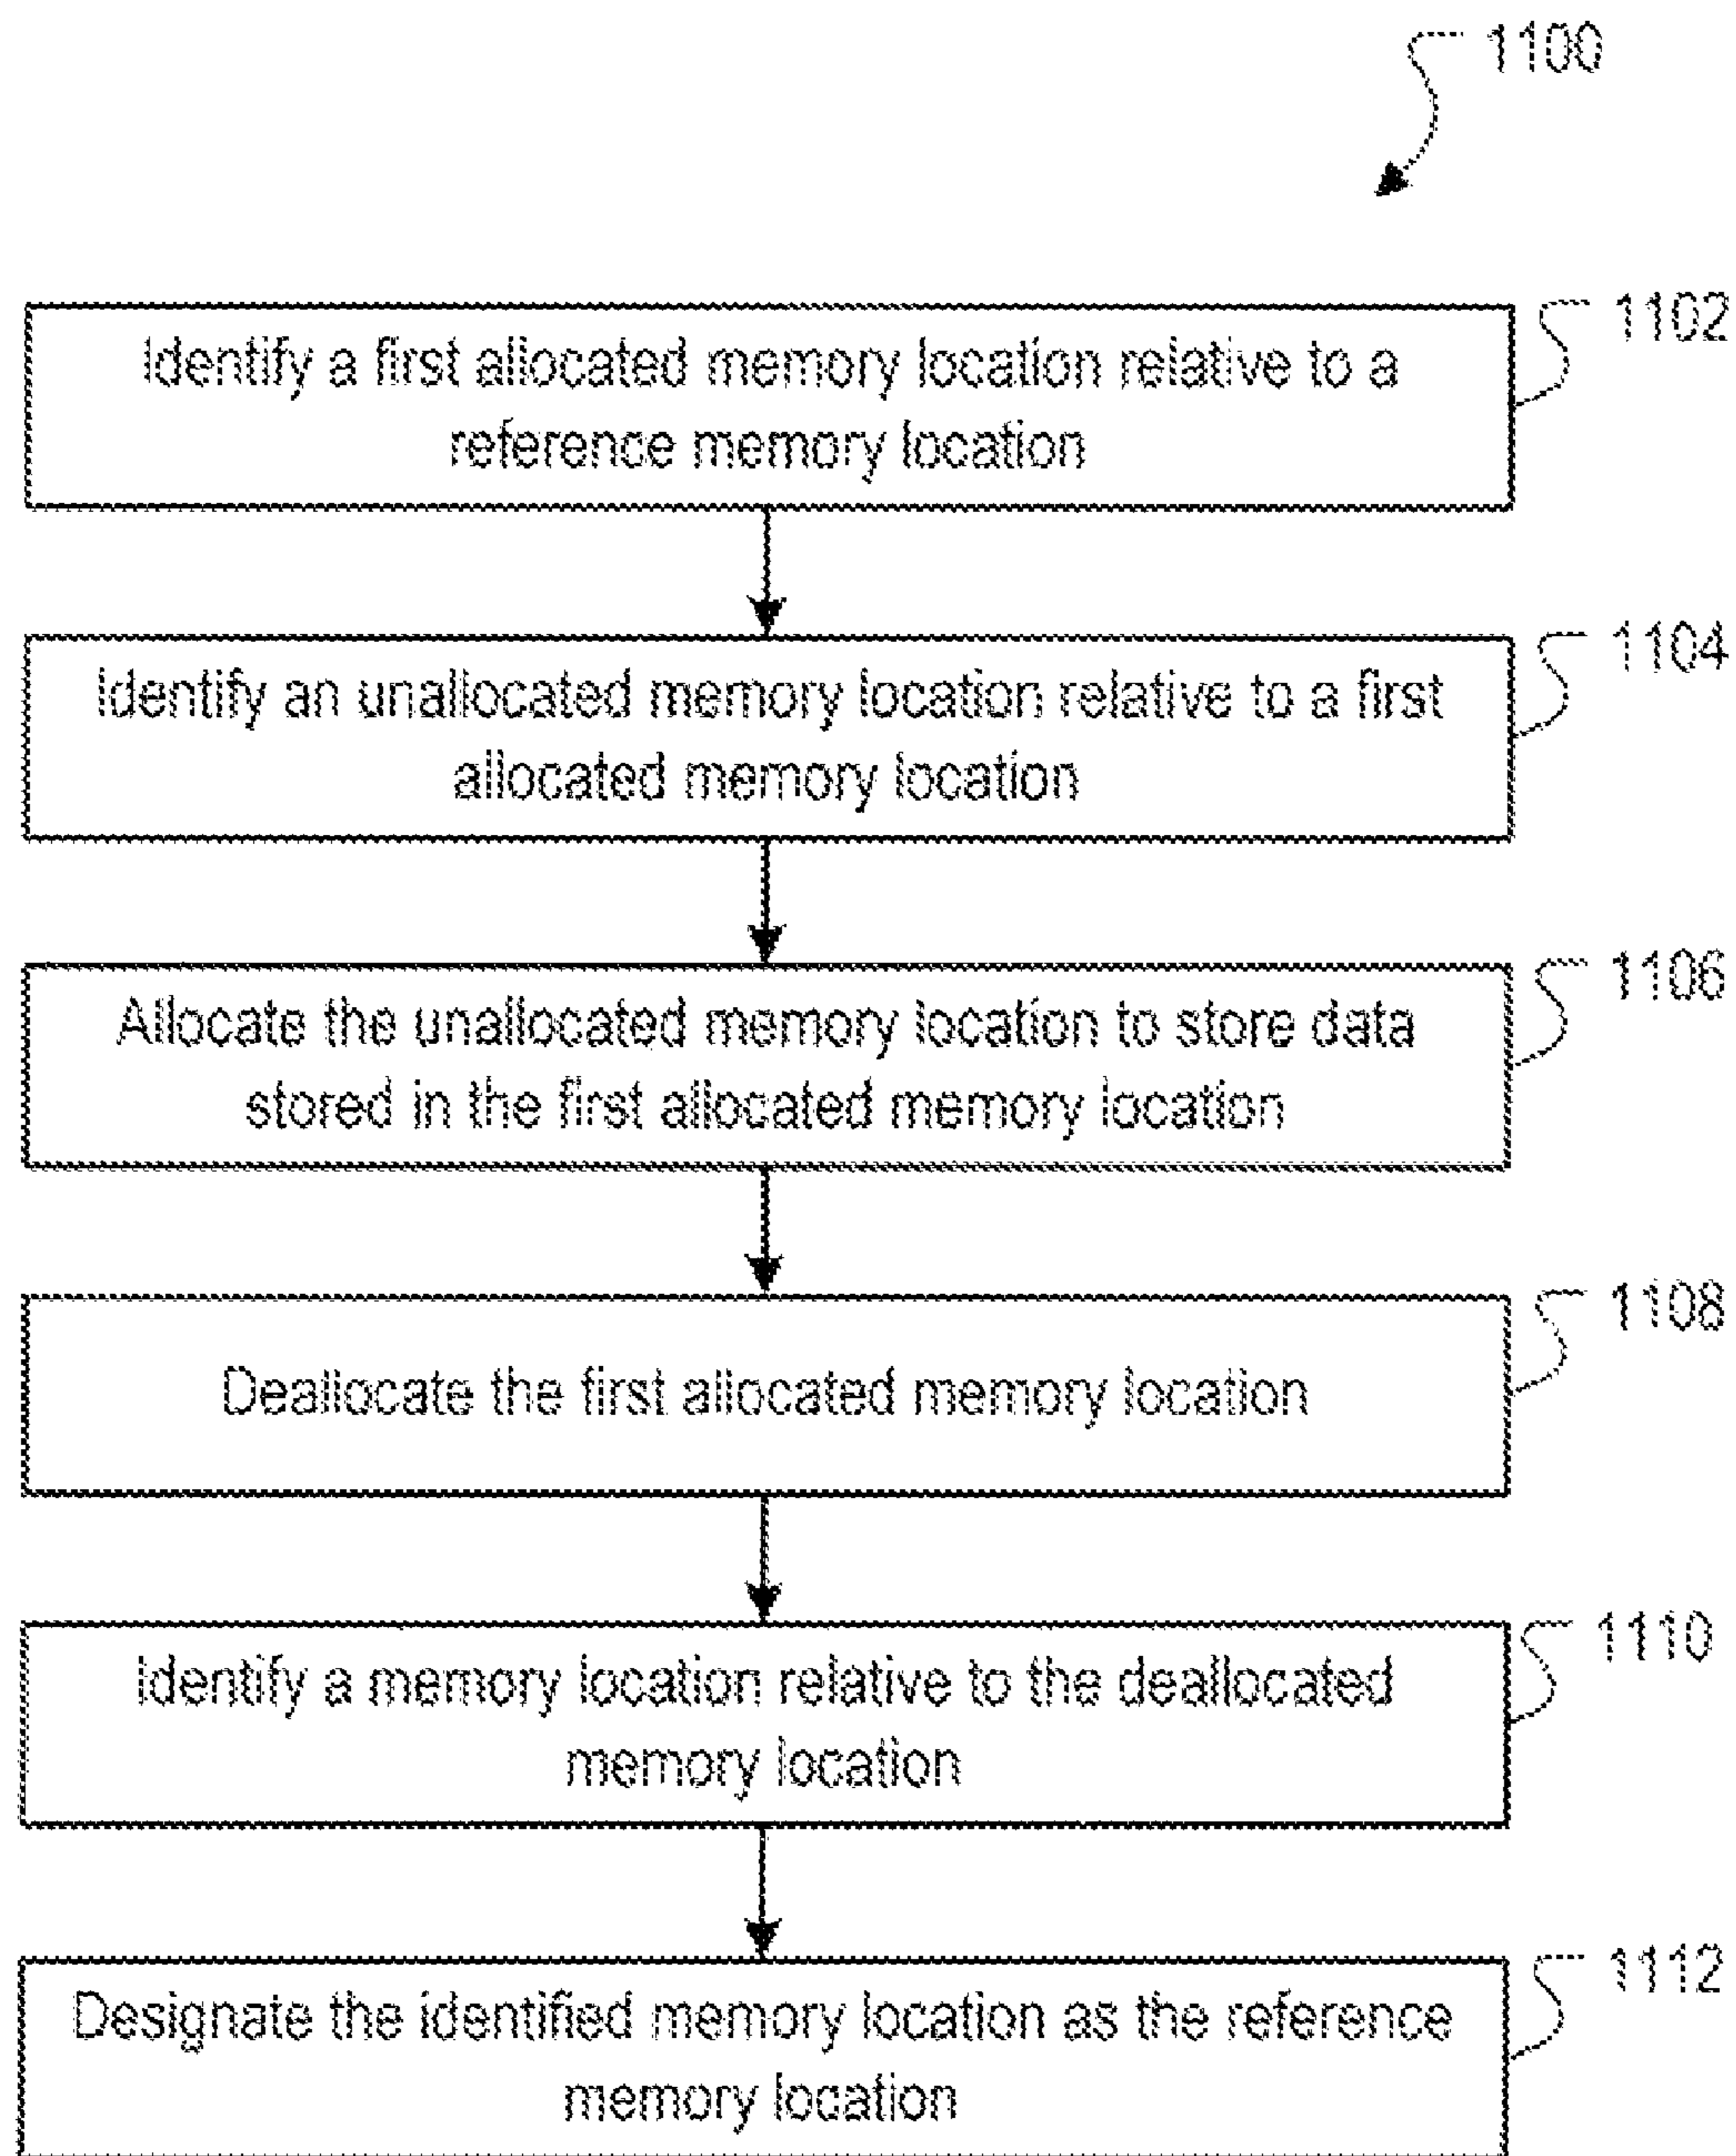 1100
1102
Identify a first allocated memory location relative to a
reference memory location
1104
Identify an unallocated memory location relative to a first
allocated memory location
1106
Allocate the unallocated memory location to store data
stored in the first allocated memory location
1108
Deallocate the first allocated memory location
1110
Identify a memory location relative to the deallocated
memory location
1112
Designate the identified memory location as the reference
memory location